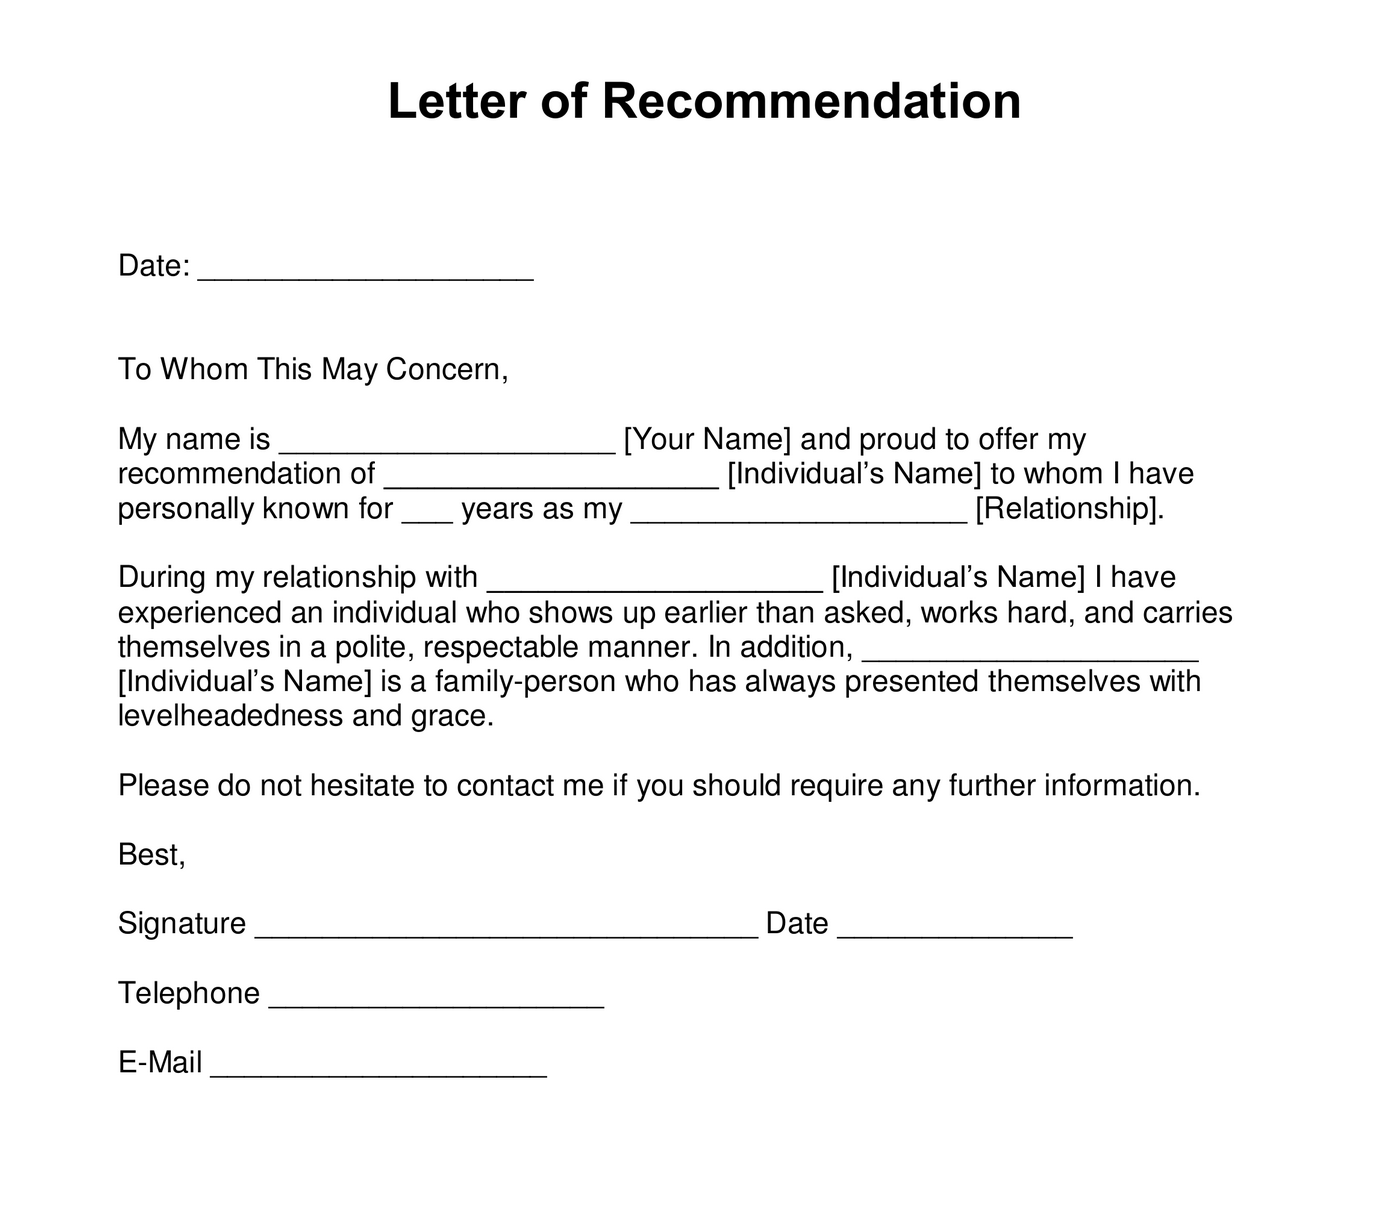 Letter of Recommendation
Date: ____________________
To Whom This May Concern,
My name is ____________________ [Your Name] and proud to offer my
recommendation of ____________________ [Individual’s Name] to whom I have
personally known for ___ years as my ____________________ [Relationship].
During my relationship with ____________________ [Individual’s Name] I have
experienced an individual who shows up earlier than asked, works hard, and carries
themselves in a polite, respectable manner. In addition, ____________________
[Individual’s Name] is a family-person who has always presented themselves with
levelheadedness and grace.
Please do not hesitate to contact me if you should require any further information.
Best,
Signature ______________________________ Date ______________
Telephone ____________________
E-Mail ____________________